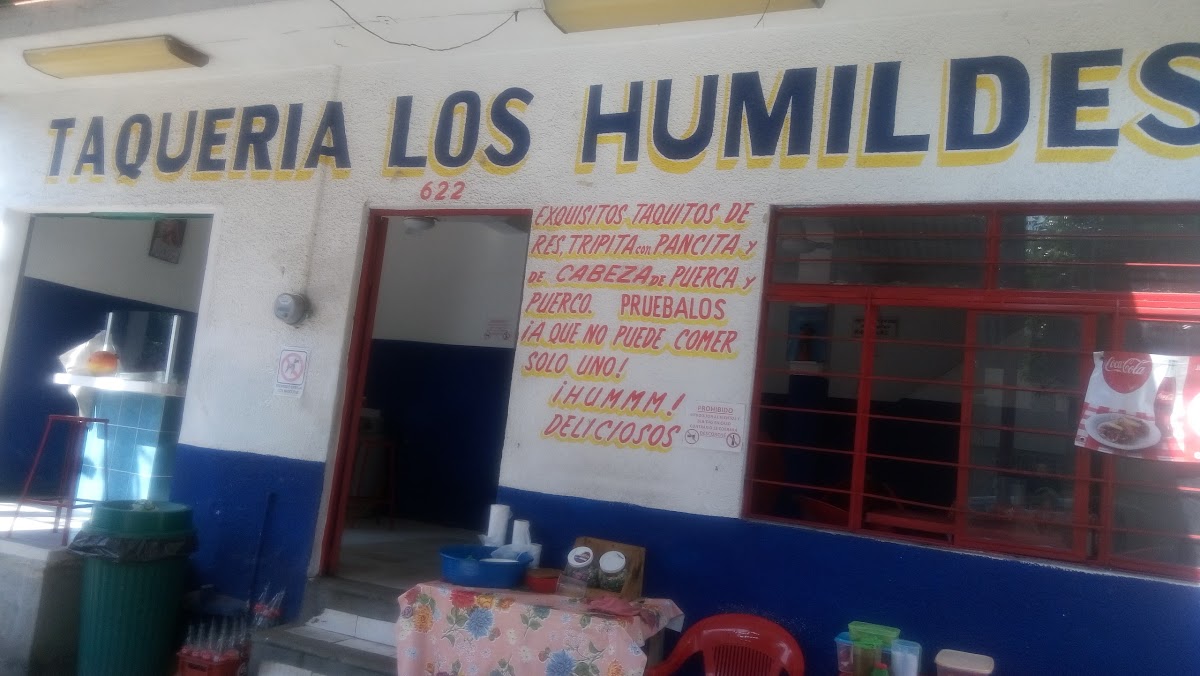 TAQUERIA LOS HUMILDES
622
EXQUISITOS TAQUITOS DE
RES, TRIPITA con PANCITA Y
DE CABEZA DE PUERCA Y
PUERCO. PRUEBALOS
¡A QUE NO PUEDE COMER
SOLO UNO!
¡HUMMM!
DELICIOSOS
PROHIBIDO
Coca-Cola